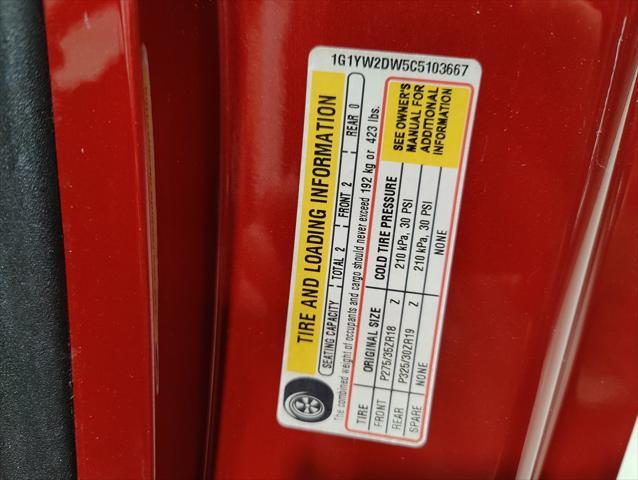 1G1YW2DW5C5103667
TIRE AND LOADING INFORMATION
SEATING CAPACITY TOTAL 2 FRONT 2 REAR 0
The combined weight of occupants and cargo should never exceed 192 kg or 423 lbs.
TIRE ORIGINAL SIZE COLD TIRE PRESSURE
FRONT P275/35ZR18 Z 210 kPa, 30 PSI
REAR P325/30ZR19 Z 210 kPa, 30 PSI
SPARE NONE NONE
SEE OWNER'S
MANUAL FOR
ADDITIONAL
INFORMATION